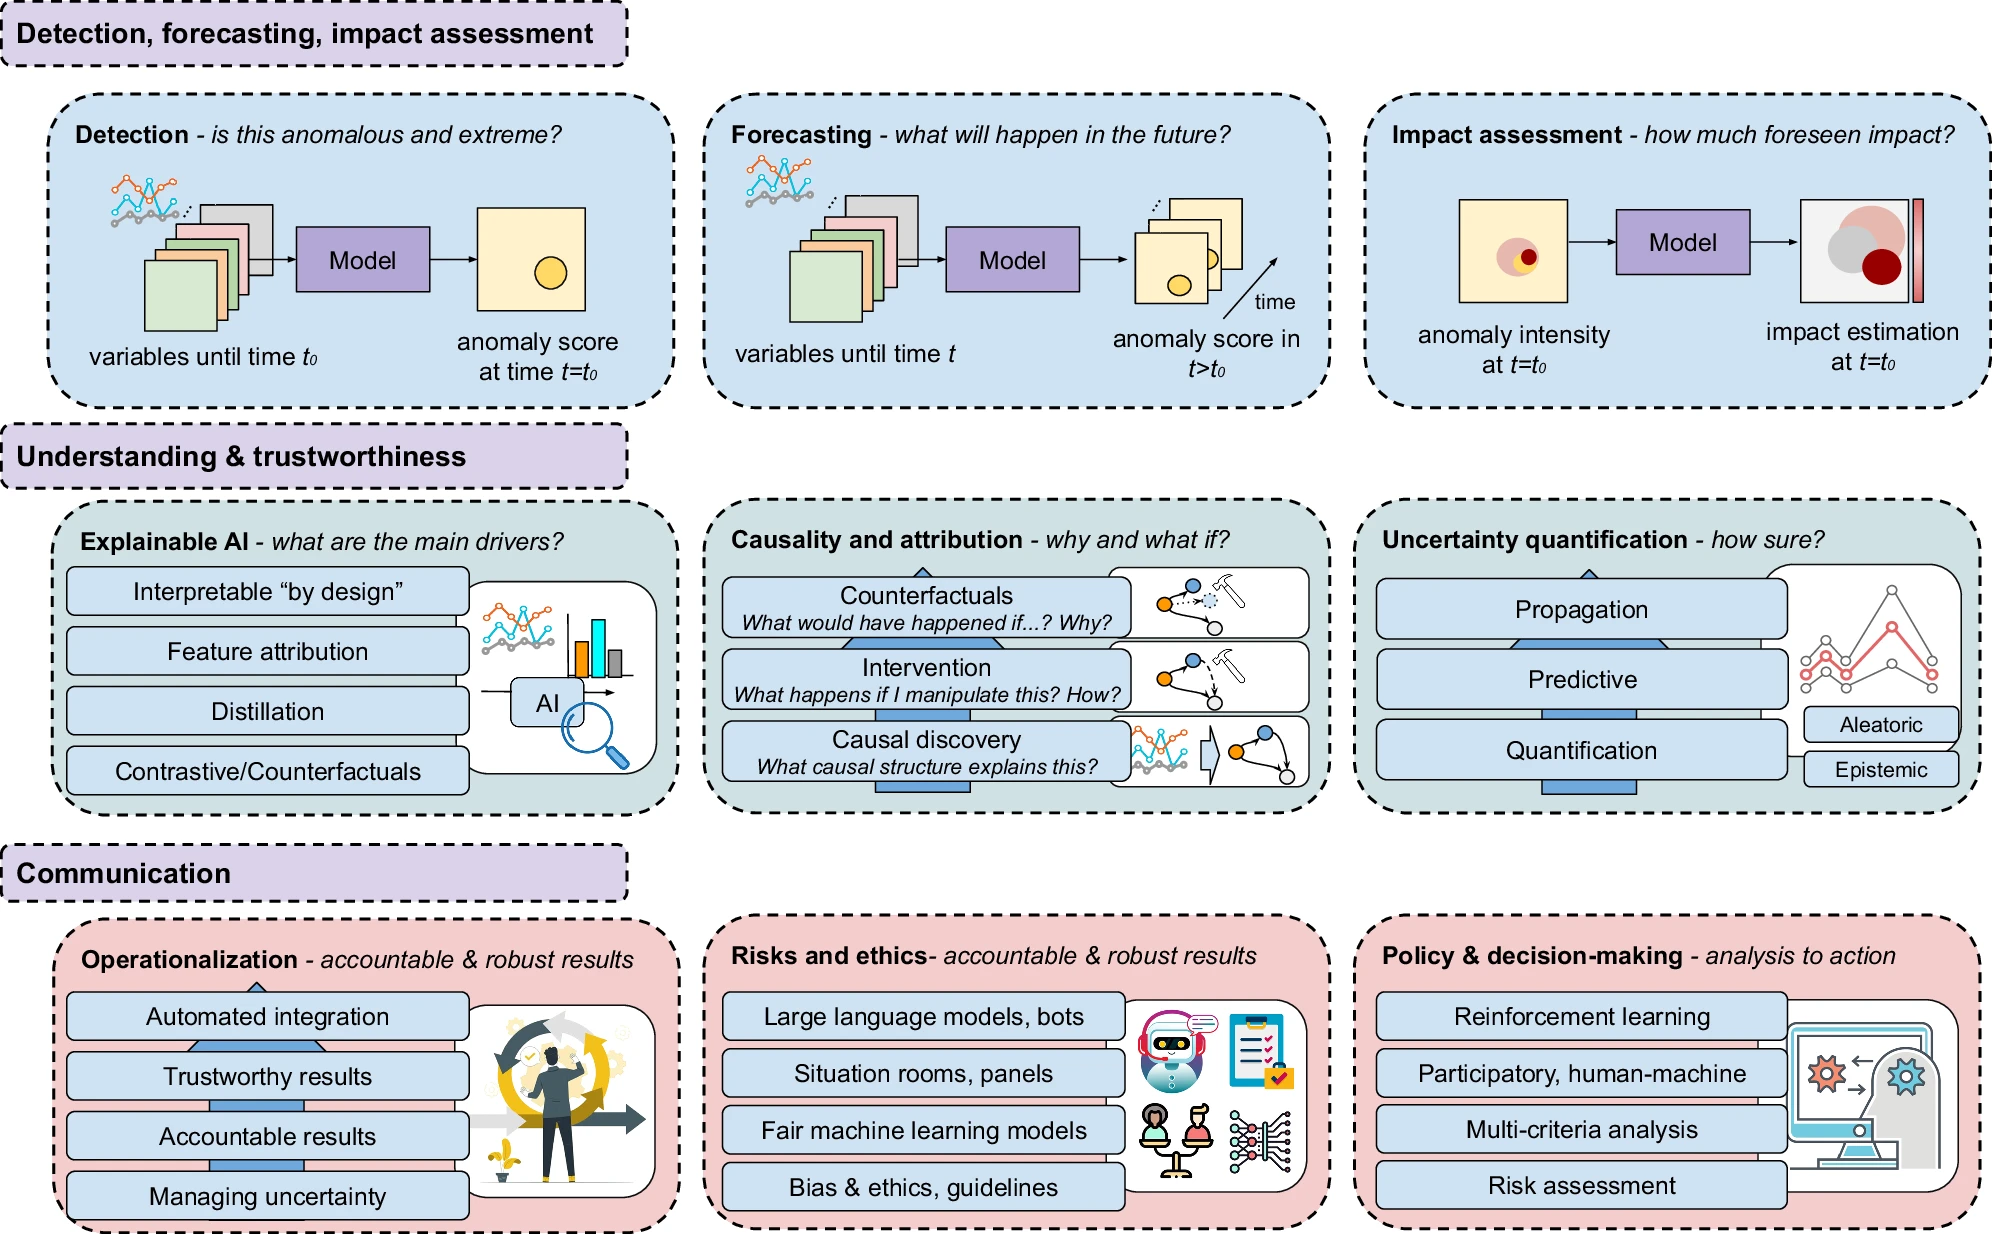 Detection, forecasting, impact assessment
Detection - is this anomalous and extreme?
Model
variables until time t0
anomaly score
at time t=t0
Forecasting - what will happen in the future?
Model
time
variables until time t
anomaly score in
t>t0
Impact assessment - how much foreseen impact?
Model
anomaly intensity
at t=t0
impact estimation
at t=t0
Understanding & trustworthiness
Explainable AI - what are the main drivers?
Interpretable “by design”
Feature attribution
Distillation
Contrastive/Counterfactuals
AI
Causality and attribution - why and what if?
Counterfactuals
What would have happened if...? Why?
Intervention
What happens if I manipulate this? How?
Causal discovery
What causal structure explains this?
Uncertainty quantification - how sure?
Propagation
Predictive
Quantification
Aleatoric
Epistemic
Communication
Operationalization - accountable & robust results
Automated integration
Trustworthy results
Accountable results
Managing uncertainty
Risks and ethics- accountable & robust results
Large language models, bots
Situation rooms, panels
Fair machine learning models
Bias & ethics, guidelines
Policy & decision-making - analysis to action
Reinforcement learning
Participatory, human-machine
Multi-criteria analysis
Risk assessment